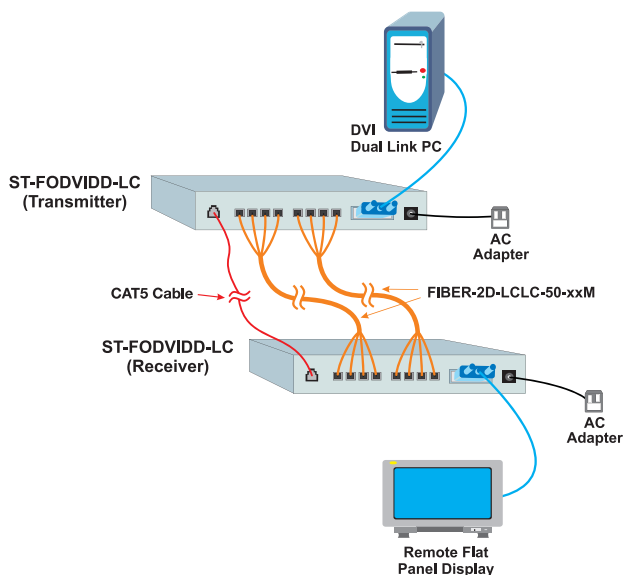 DVI
Dual Link PC
ST-FODVIDD-LC
(Transmitter)
AC
Adapter
CAT5 Cable
FIBER-2D-LCLC-50-xxM
ST-FODVIDD-LC
(Receiver)
AC
Adapter
Remote Flat
Panel Display